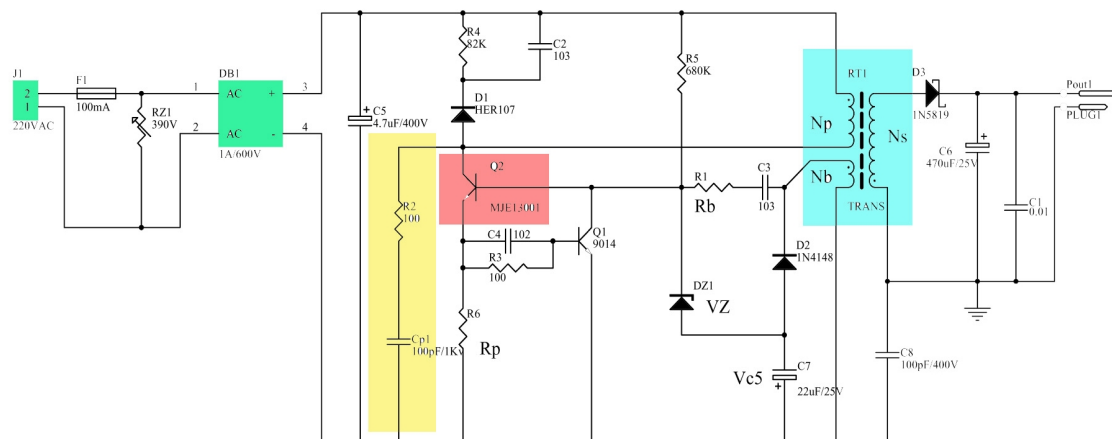 J1
2
1
220VAC
F1
100mA
RZ1
390V
1
2
DB1
AC
+
AC
-
1A/600V
3
4
C5
+
4.7uF/400V
R4
82K
C2
103
D1
HER107
R2
100
Cp1
100pF/1Kv
Q2
MJE13001
C4
102
R3
100
Q1
9014
R6
Rp
R5
680K
R1
Rb
C3
103
D2
1N4148
DZ1
VZ
Vc5
C7
+
22uF/25V
RT1
Np
Nb
Ns
TRANS
D3
1N5819
C6
+
470uF/25V
C1
0.01
C8
100pF/400V
Pout1
PLUG1